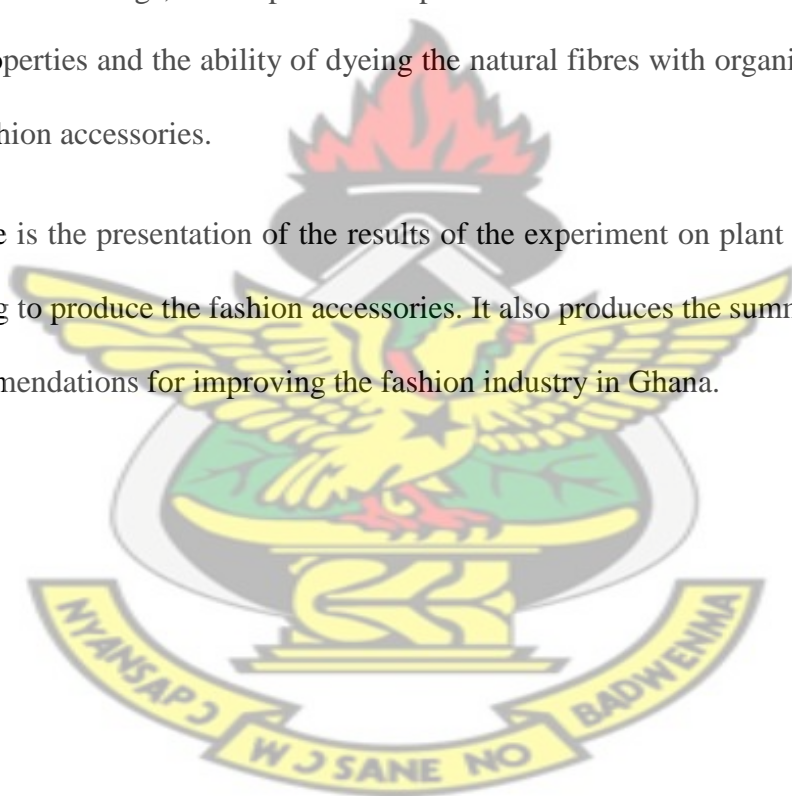 operties and the ability of dyeing the natural fibres with organi
hion accessories.
e is the presentation of the results of the experiment on plant
g to produce the fashion accessories. It also produces the summ
mendations for improving the fashion industry in Ghana.
NYANSAPƆ
WƆSANE NO
BADWENMA